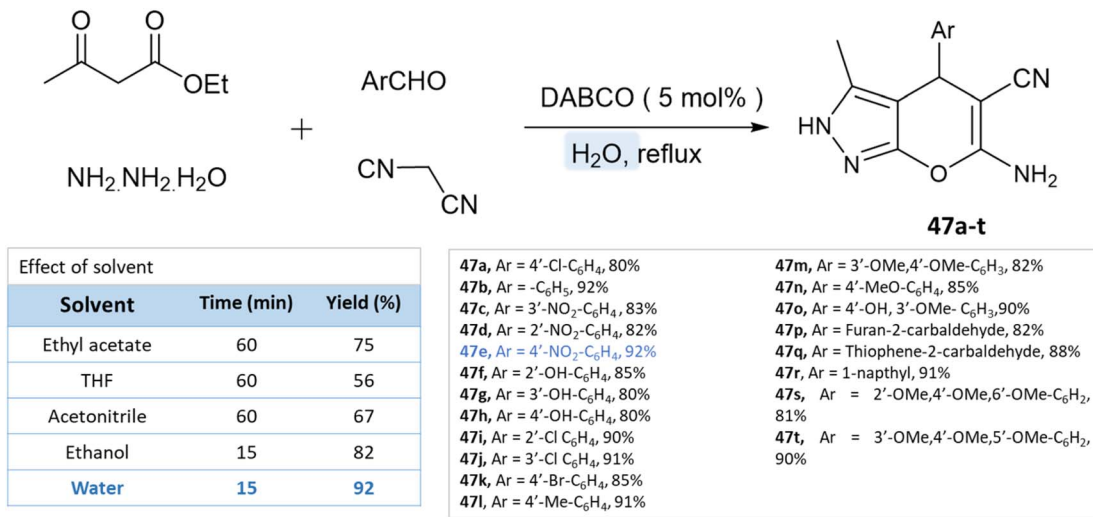 O
O
OEt
ArCHO
+
NH₂.NH₂.H₂O
CN
CN
DABCO ( 5 mol% )
H₂O, reflux
Ar
CN
HN
N
O
NH₂
47a-t
Effect of solvent
Solvent Time (min) Yield (%)
Ethyl acetate 60 75
THF 60 56
Acetonitrile 60 67
Ethanol 15 82
Water 15 92
47a, Ar = 4’-Cl-C₆H₄, 80%
47b, Ar = -C₆H₅, 92%
47c, Ar = 3’-NO₂-C₆H₄, 83%
47d, Ar = 2’-NO₂-C₆H₄, 82%
47e, Ar = 4’-NO₂-C₆H₄, 92%
47f, Ar = 2’-OH-C₆H₄, 85%
47g, Ar = 3’-OH-C₆H₄, 80%
47h, Ar = 4’-OH-C₆H₄, 80%
47i, Ar = 2’-Cl C₆H₄, 90%
47j, Ar = 3’-Cl C₆H₄, 91%
47k, Ar = 4’-Br-C₆H₄, 85%
47l, Ar = 4’-Me-C₆H₄, 91%
47m, Ar = 3’-OMe,4’-OMe-C₆H₃, 82%
47n, Ar = 4’-MeO-C₆H₄, 85%
47o, Ar = 4’-OH, 3’-OMe- C₆H₃,90%
47p, Ar = Furan-2-carbaldehyde, 82%
47q, Ar = Thiophene-2-carbaldehyde, 88%
47r, Ar = 1-napthyl, 91%
47s, Ar = 2’-OMe,4’-OMe,6’-OMe-C₆H₂,
81%
47t, Ar = 3’-OMe,4’-OMe,5’-OMe-C₆H₂,
90%